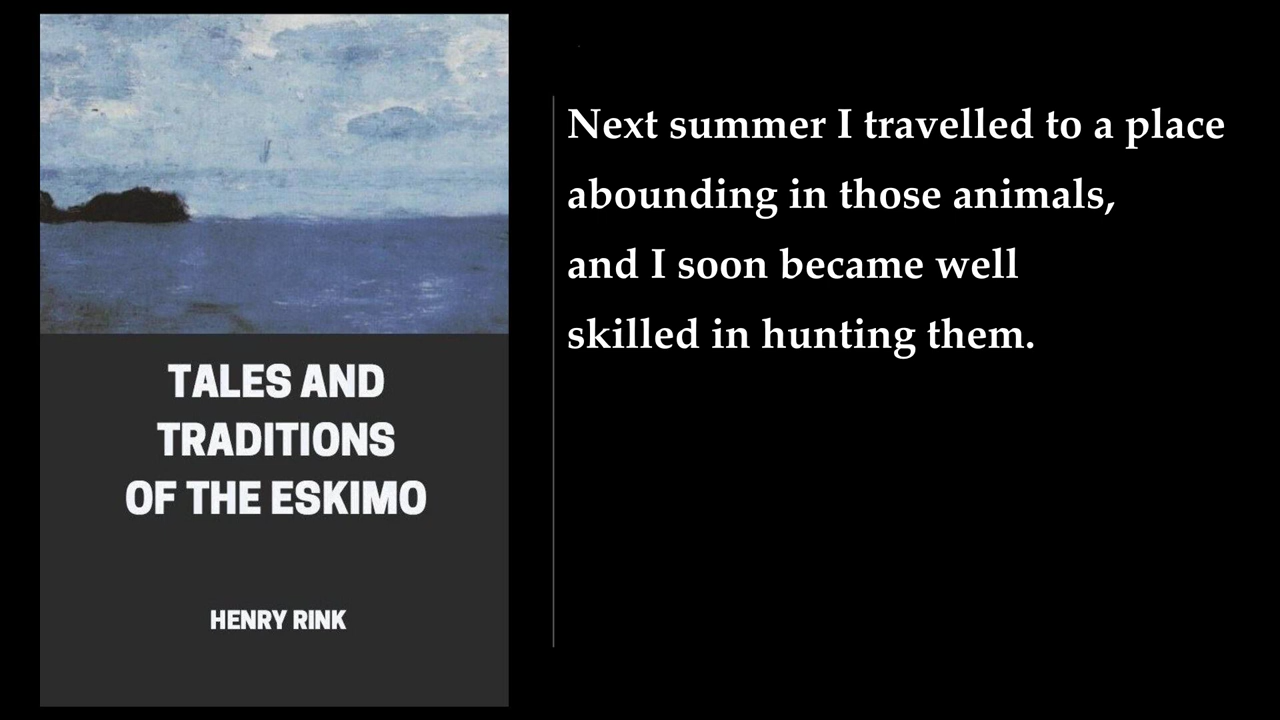 TALES AND
TRADITIONS
OF THE ESKIMO
HENRY RINK
Next summer I travelled to a place
abounding in those animals,
and I soon became well
skilled in hunting them.